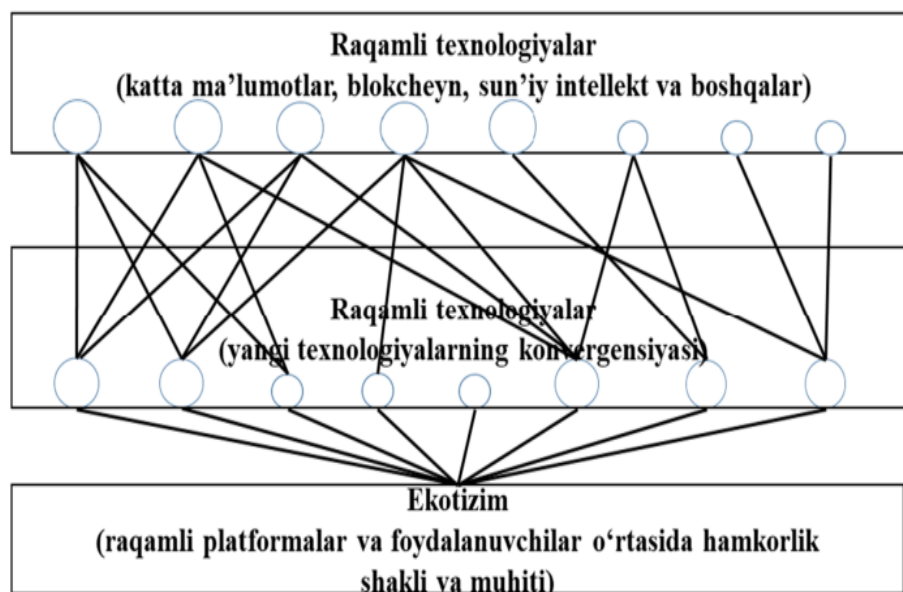 Raqamli texnologiyalar
(katta ma’lumotlar, blokcheyn, sun’iy intellekt va boshqalar)
Raqamli texnologiyalar
(yangi texnologiyalarning konvergensiyasi)
Ekotizim
(raqamli platformalar va foydalanuvchilar o‘rtasida hamkorlik
shakli va muhiti)